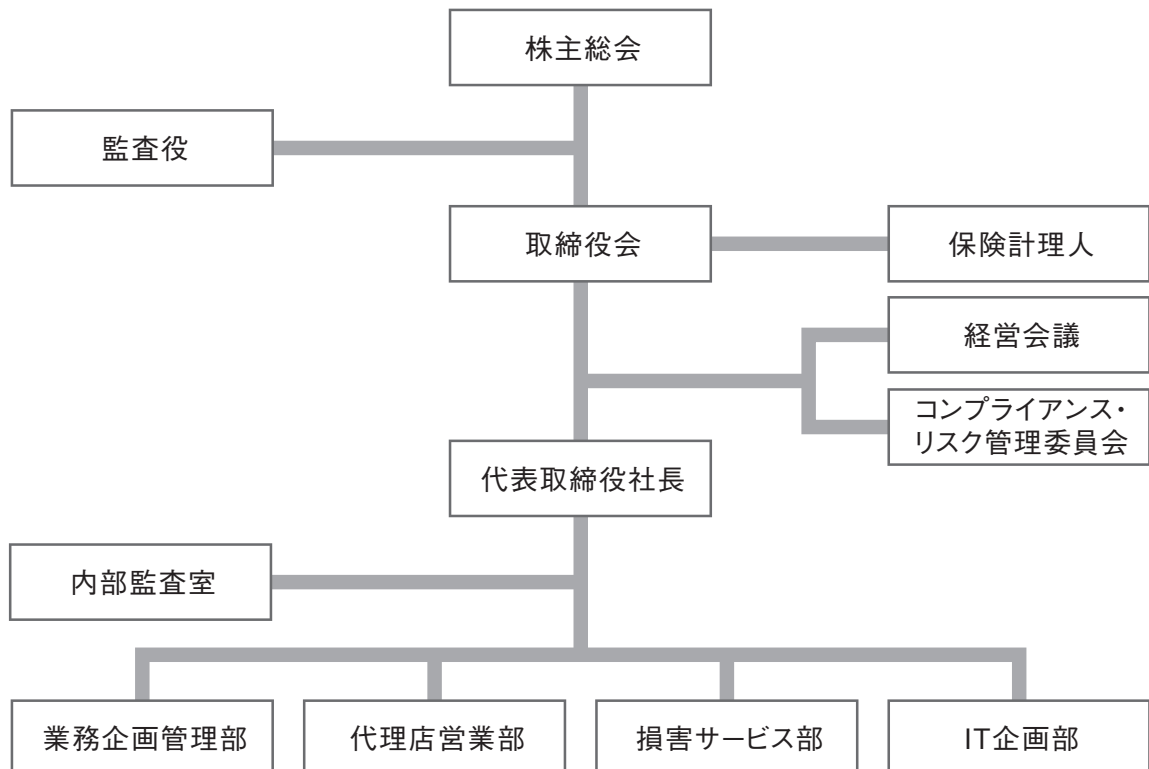 株主総会
監査役
取締役会
保険計理人
経営会議
コンプライアンス・
リスク管理委員会
代表取締役社長
内部監査室
業務企画管理部
代理店営業部
損害サービス部
IT企画部